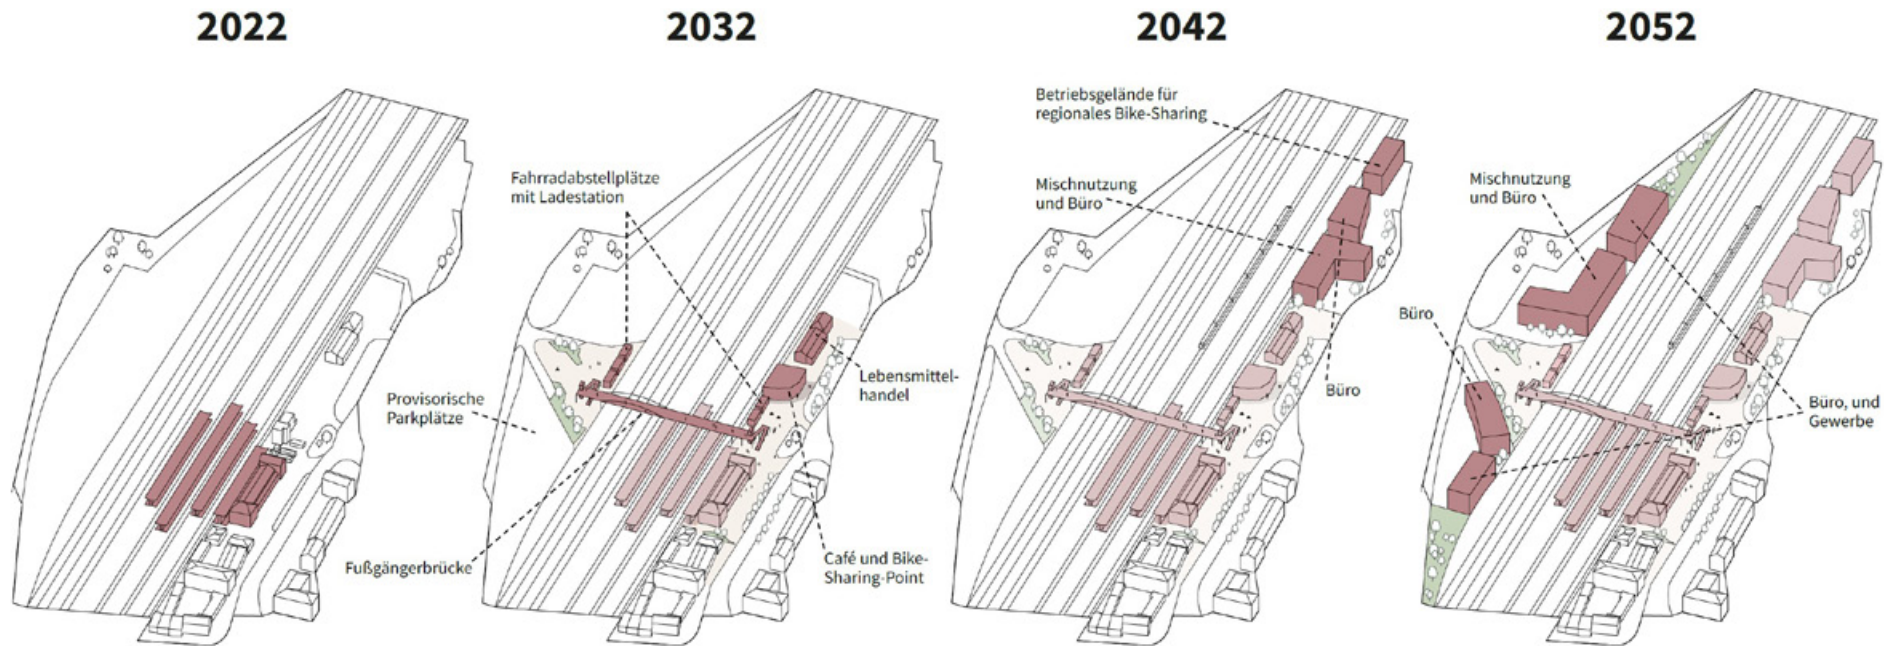 2022
2032
2042
2052
Fahrradabstellplätze
mit Ladestation
Provisorische
Parkplätze
Fußgängerbrücke
Lebensmittel-
handel
Café und Bike-
Sharing-Point
Betriebsgelände für
regionales Bike-Sharing
Mischnutzung
und Büro
Büro
Mischnutzung
und Büro
Büro
Büro, und
Gewerbe